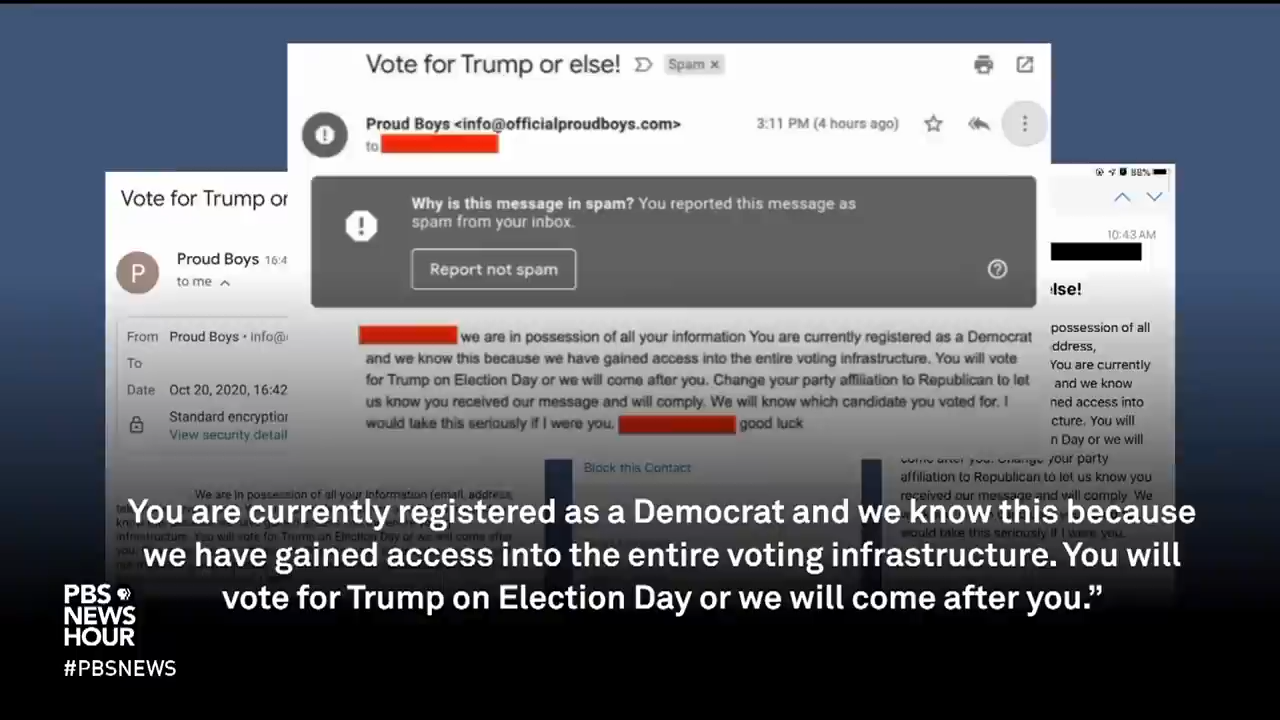 Vote for Trump or else!
Spam ×
Proud Boys <info@officialproudboys.com>
3:11 PM (4 hours ago)
to
Why is this message in spam? You reported this message as
spam from your inbox.
Report not spam
we are in possession of all your information You are currently registered as a Democrat
and we know this because we have gained access into the entire voting infrastructure. You will vote
for Trump on Election Day or we will come after you. Change your party affiliation to Republican to let
us know you received our message and will comply. We will know which candidate you voted for. I
would take this seriously if I were you. good luck
Block this Contact
Vote for Trump or
P
Proud Boys 16:4
to me
From Proud Boys • info@
To
Date Oct 20, 2020, 16:42
Standard encryption
View security detail
We are in possession of all your information (email, address,
88%
10:43 AM
else!
possession of all
ddress,
You are currently
and we know
ned access into
cture. You will
n Day or we will
come after you. Change your party
affiliation to Republican to let us know you
received our message and will comply. We
would take this seriously if I were you.
You are currently registered as a Democrat and we know this because
we have gained access into the entire voting infrastructure. You will
vote for Trump on Election Day or we will come after you.”
PBS
NEWS
HOUR
#PBSNEWS